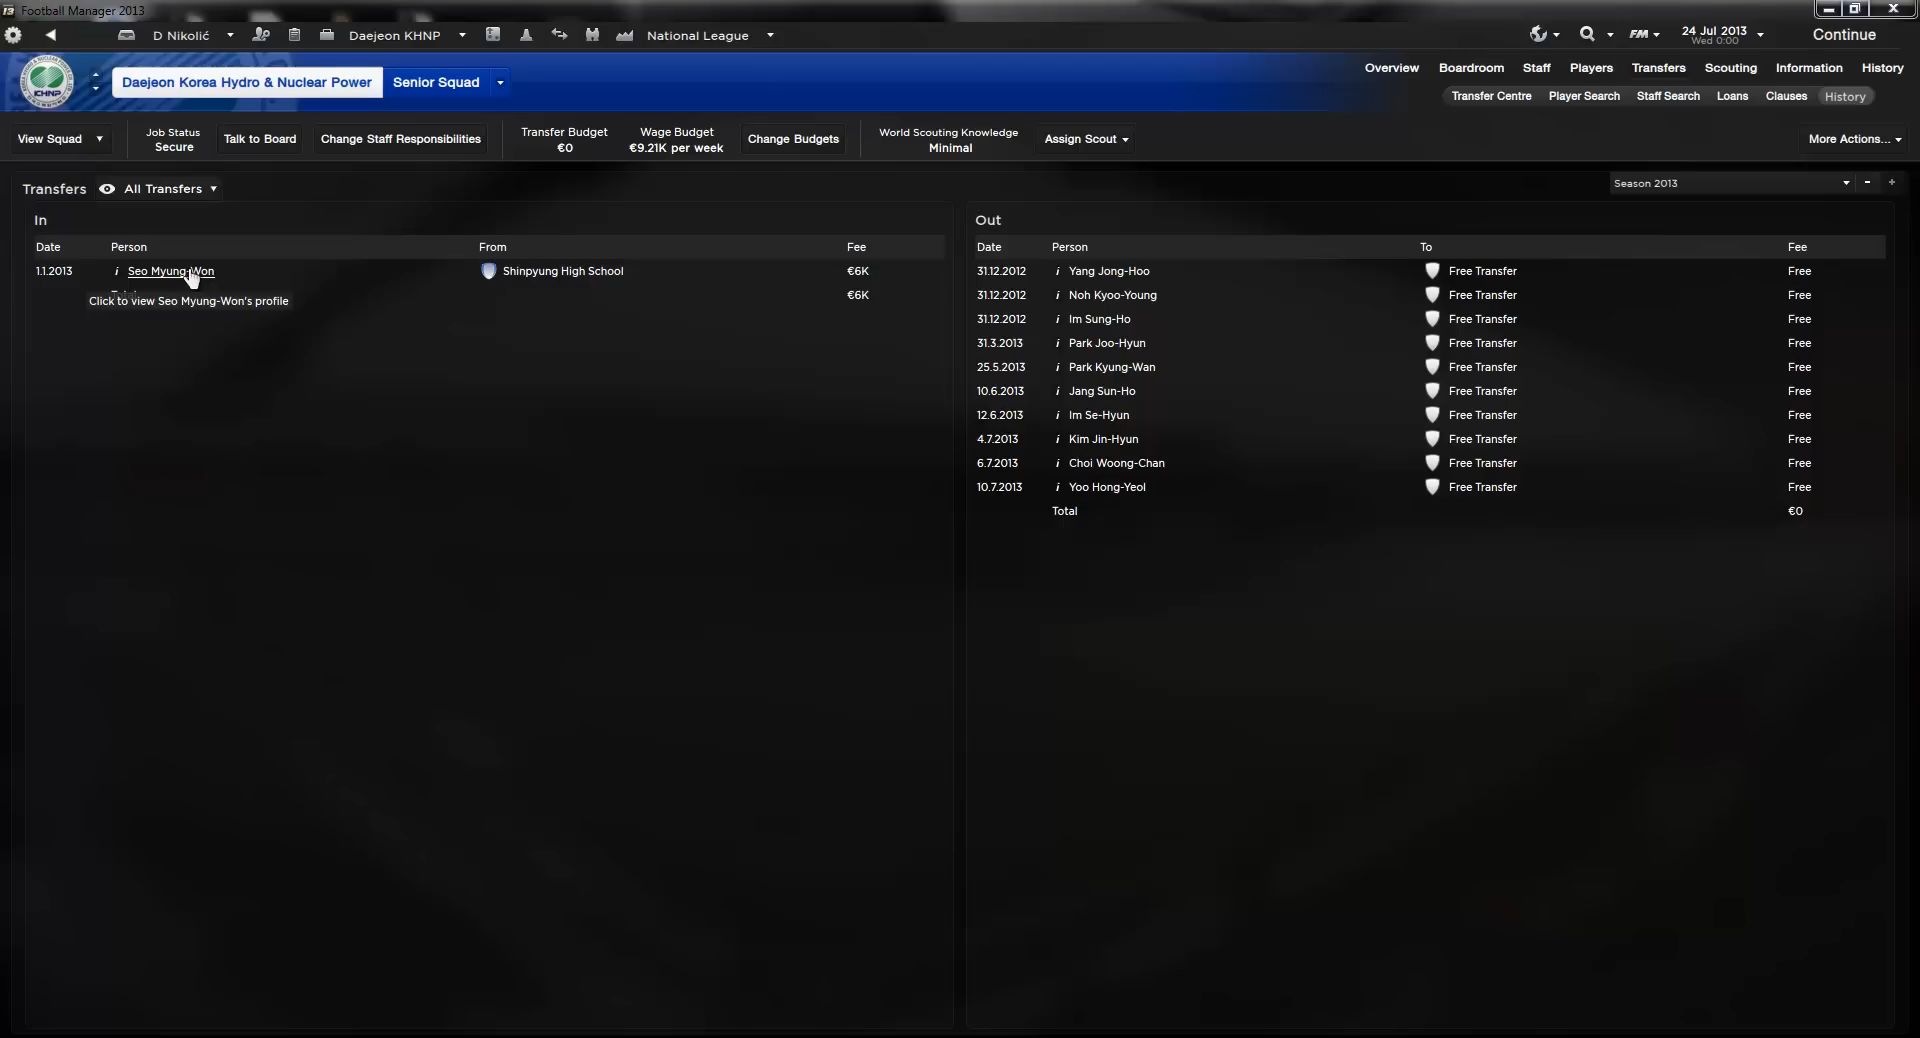 Football Manager 2013
D Nikolić Daejeon KHNP National League FM 24 Jul 2013 Continue
Wed 0:00
KHNP Daejeon Korea Hydro & Nuclear Power Senior Squad
Overview Boardroom Staff Players Transfers Scouting Information History
Transfer Centre Player Search Staff Search Loans Clauses History
View Squad Job Status Secure Talk to Board Change Staff Responsibilities Transfer Budget €0 Wage Budget €9.21K per week Change Budgets World Scouting Knowledge Minimal Assign Scout More Actions...
Transfers All Transfers Season 2013
In
Date Person From Fee
1.1.2013 i Seo Myung-Won Shinpyung High School €6K
€6K
Click to view Seo Myung-Won's profile
Out
Date Person To Fee
31.12.2012 i Yang Jong-Hoo Free Transfer Free
31.12.2012 i Noh Kyoo-Young Free Transfer Free
31.12.2012 i Im Sung-Ho Free Transfer Free
31.3.2013 i Park Joo-Hyun Free Transfer Free
25.5.2013 i Park Kyung-Wan Free Transfer Free
10.6.2013 i Jang Sun-Ho Free Transfer Free
12.6.2013 i Im Se-Hyun Free Transfer Free
4.7.2013 i Kim Jin-Hyun Free Transfer Free
6.7.2013 i Choi Woong-Chan Free Transfer Free
10.7.2013 i Yoo Hong-Yeol Free Transfer Free
Total €0